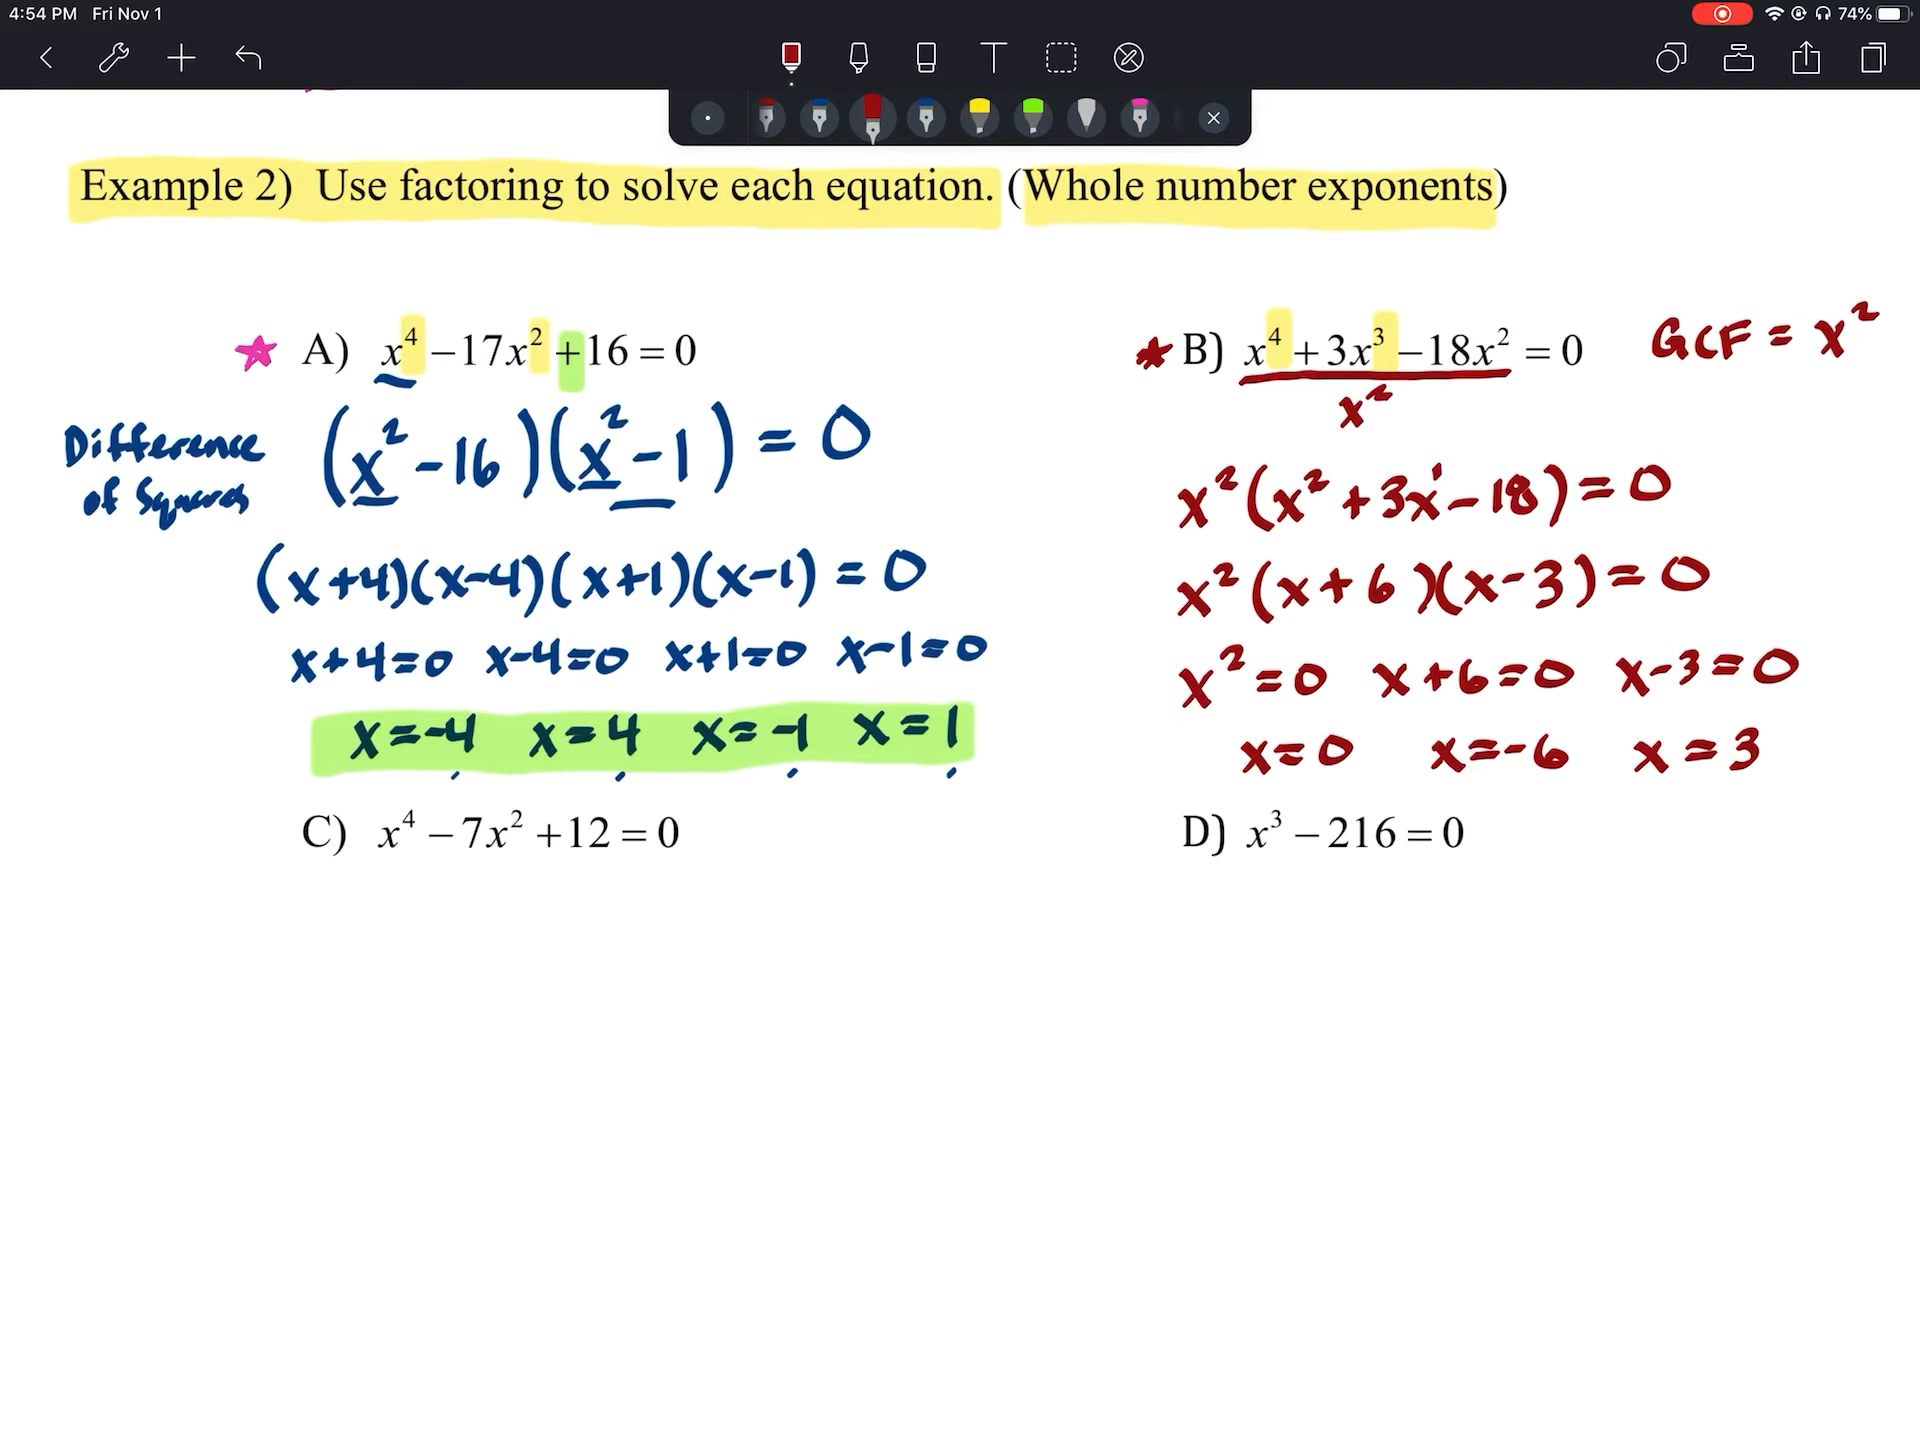 4:54 PM Fri Nov 1
74%
Example 2) Use factoring to solve each equation. (Whole number exponents)
A) x⁴ − 17x² + 16 = 0
Difference of Squares
(x² - 16)(x² - 1) = 0
(x+4)(x-4)(x+1)(x-1) = 0
x+4=0 x-4=0 x+1=0 x-1=0
x=-4 x=4 x=-1 x=1
B) x⁴ + 3x³ − 18x² = 0 GCF = x²
x²
x²(x² + 3x - 18) = 0
x²(x+6)(x-3) = 0
x²=0 x+6=0 x-3=0
x=0 x=-6 x=3
C) x⁴ − 7x² + 12 = 0
D) x³ − 216 = 0